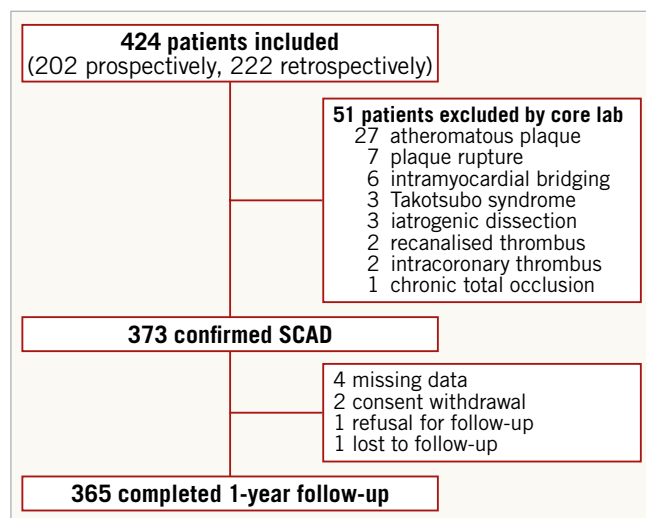 424 patients included
(202 prospectively, 222 retrospectively)
51 patients excluded by core lab
27 atheromatous plaque
7 plaque rupture
6 intramyocardial bridging
3 Takotsubo syndrome
3 iatrogenic dissection
2 recanalised thrombus
2 intracoronary thrombus
1 chronic total occlusion
373 confirmed SCAD
4 missing data
2 consent withdrawal
1 refusal for follow-up
1 lost to follow-up
365 completed 1-year follow-up